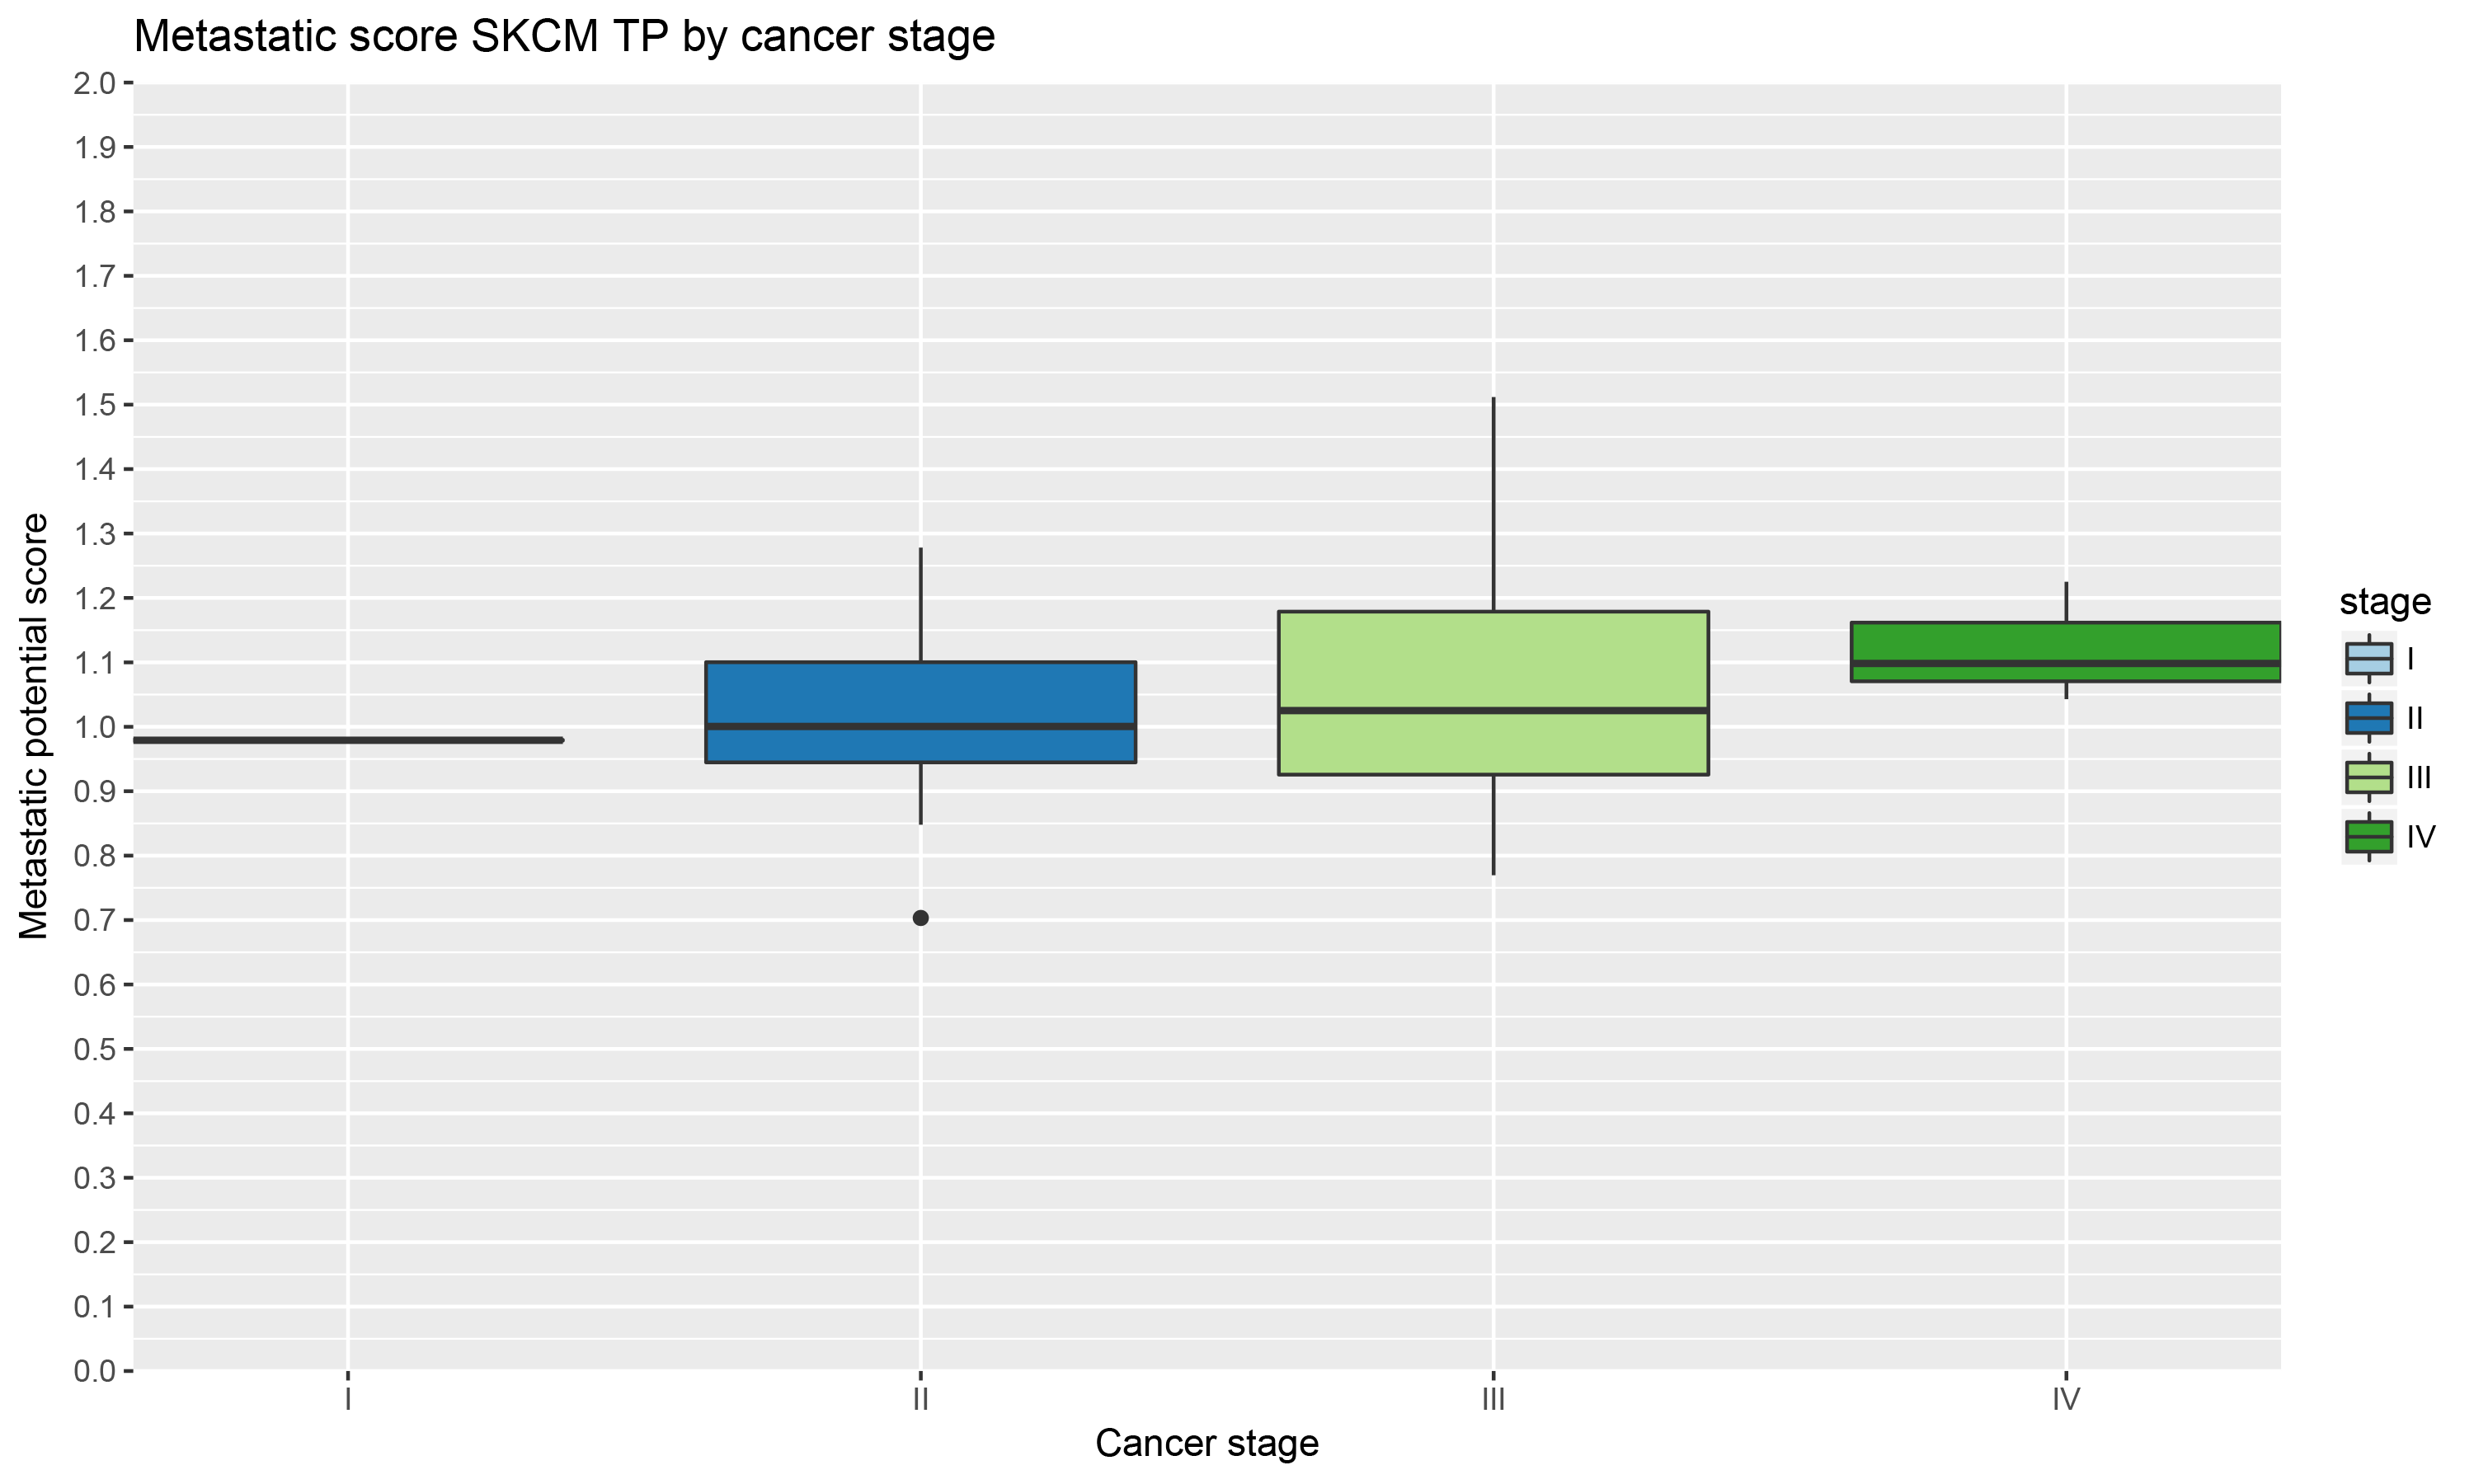 Metastatic score SKCM TP by cancer stage
Metastatic potential score
2.0
1.9
1.8
1.7
1.6
1.5
1.4
1.3
1.2
1.1
1.0
0.9
0.8
0.7
0.6
0.5
0.4
0.3
0.2
0.1
0.0
I II III IV
Cancer stage
stage
I
II
III
IV